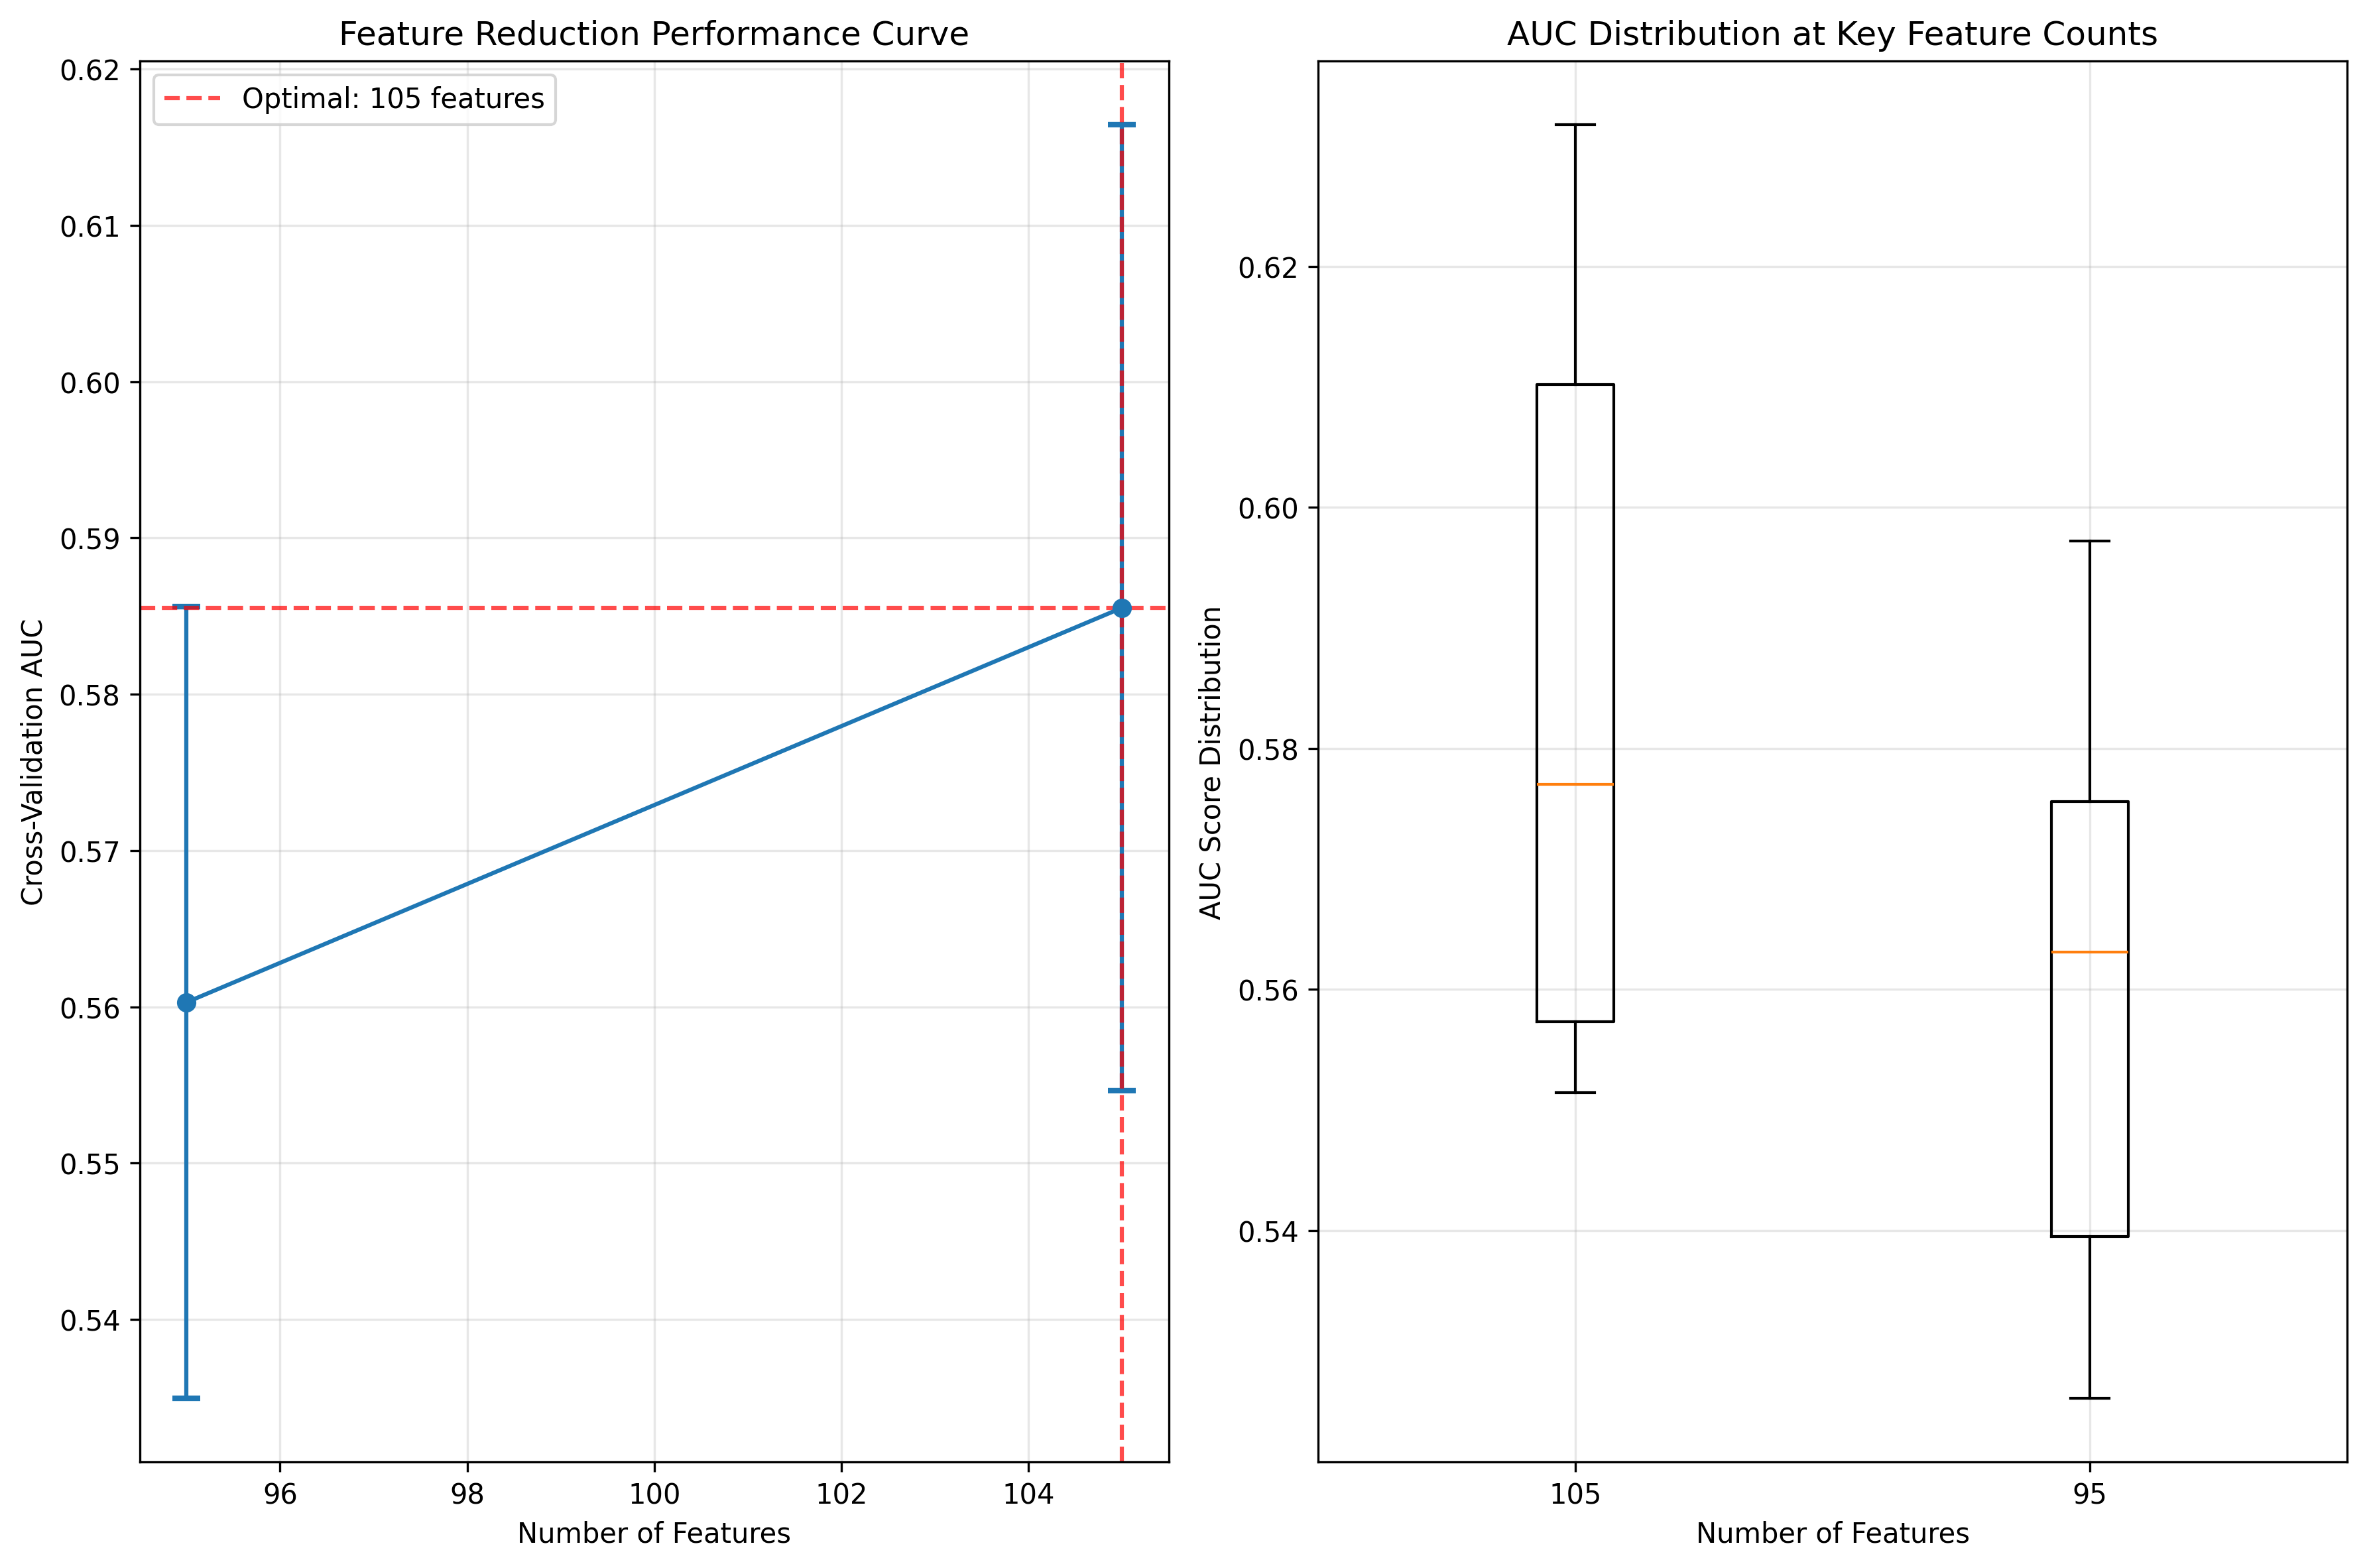 Feature Reduction Performance Curve
Optimal: 105 features
0.62
0.61
0.60
0.59
0.58
0.57
0.56
0.55
0.54
Cross-Validation AUC
96 98 100 102 104
Number of Features
AUC Distribution at Key Feature Counts
0.62
0.60
0.58
0.56
0.54
AUC Score Distribution
105 95
Number of Features